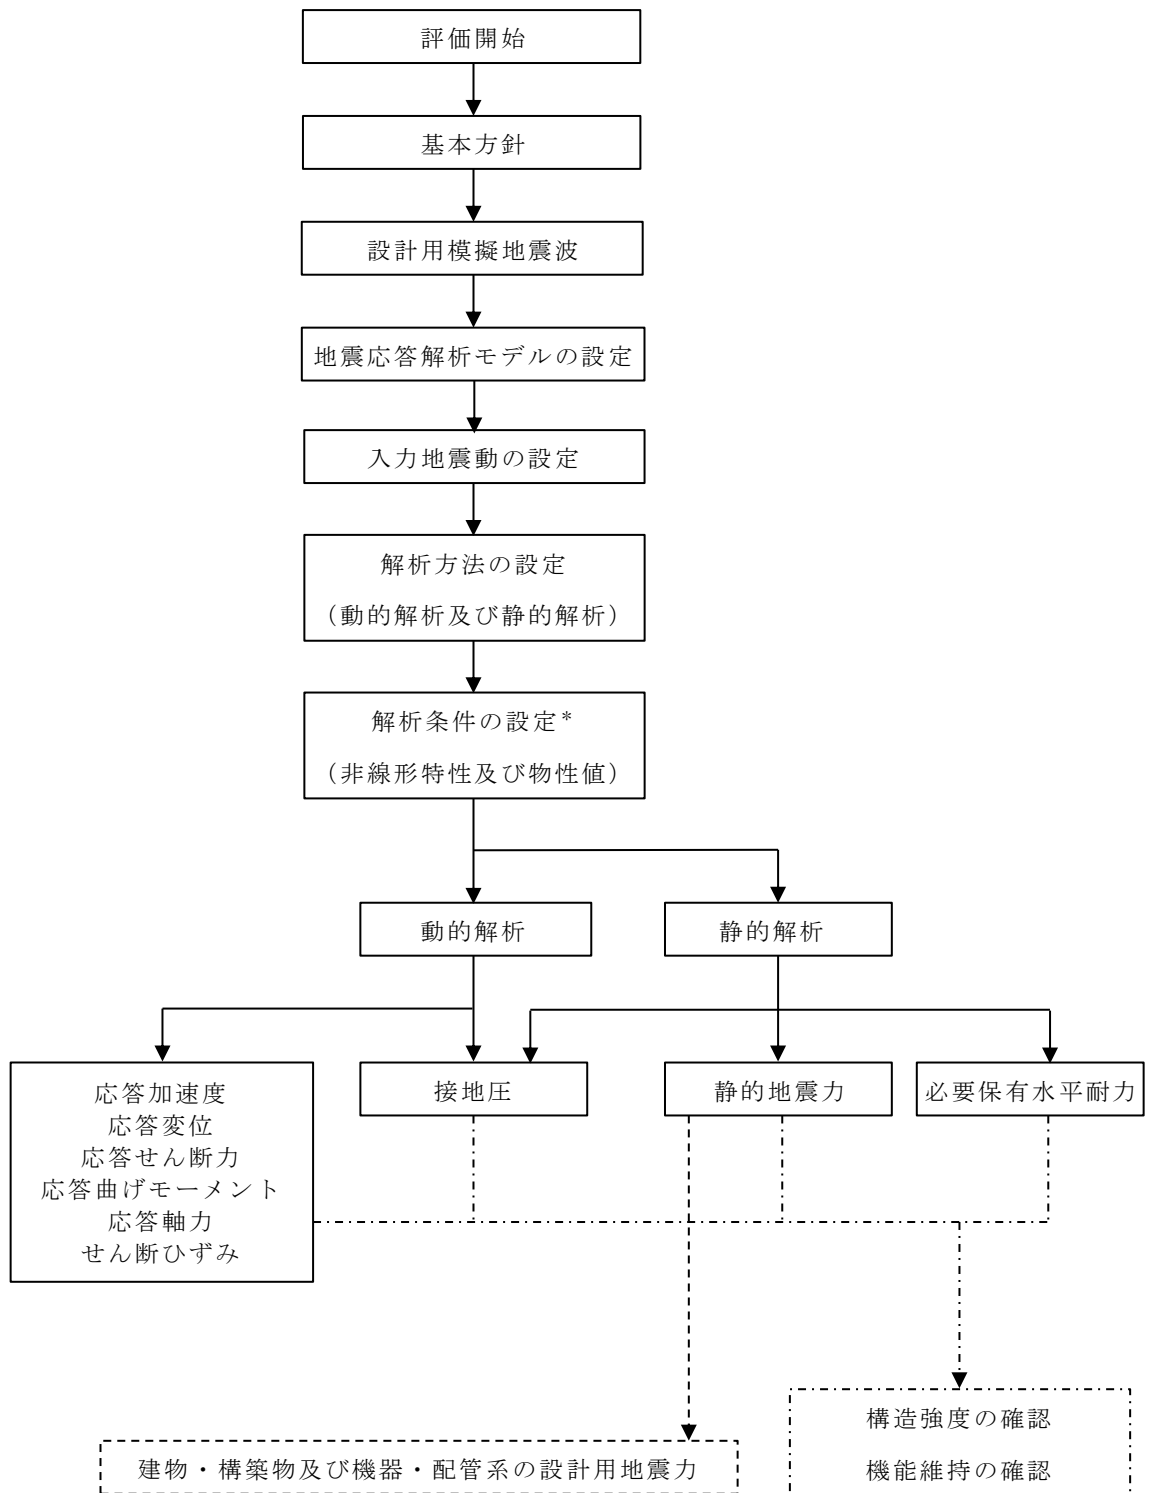 評価開始
基本方針
設計用模擬地震波
地震応答解析モデルの設定
入力地震動の設定
解析方法の設定
（動的解析及び静的解析）
解析条件の設定*
（非線形特性及び物性値）
動的解析
静的解析
応答加速度
応答変位
応答せん断力
応答曲げモーメント
応答軸力
せん断ひずみ
接地圧
静的地震力
必要保有水平耐力
構造強度の確認
機能維持の確認
建物・構築物及び機器・配管系の設計用地震力